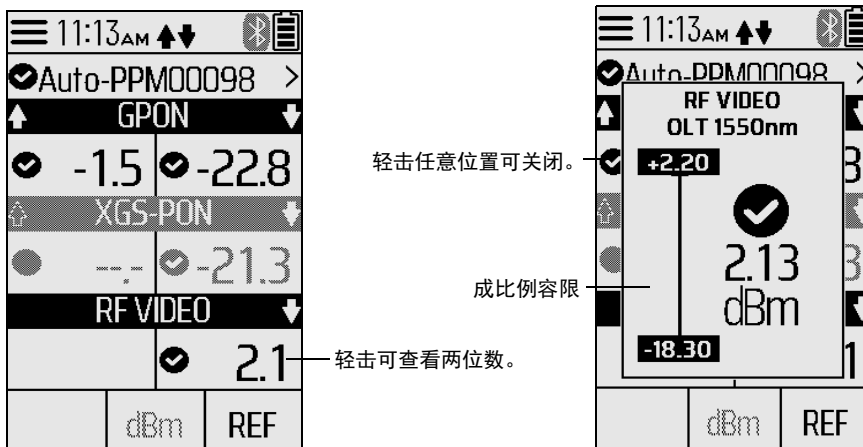 11:13AM
Auto-PPM00098 >
GPON
-1.5 -22.8
XGS-PON
--.- -21.3
RF VIDEO
2.1
dBm REF
轻击可查看两位数。
轻击任意位置可关闭。
成比例容限
11:13AM
Auto-PPM00098 >
RF VIDEO
OLT 1550nm
+2.20
2.13
dBm
-18.30
3
3
1
dBm REF